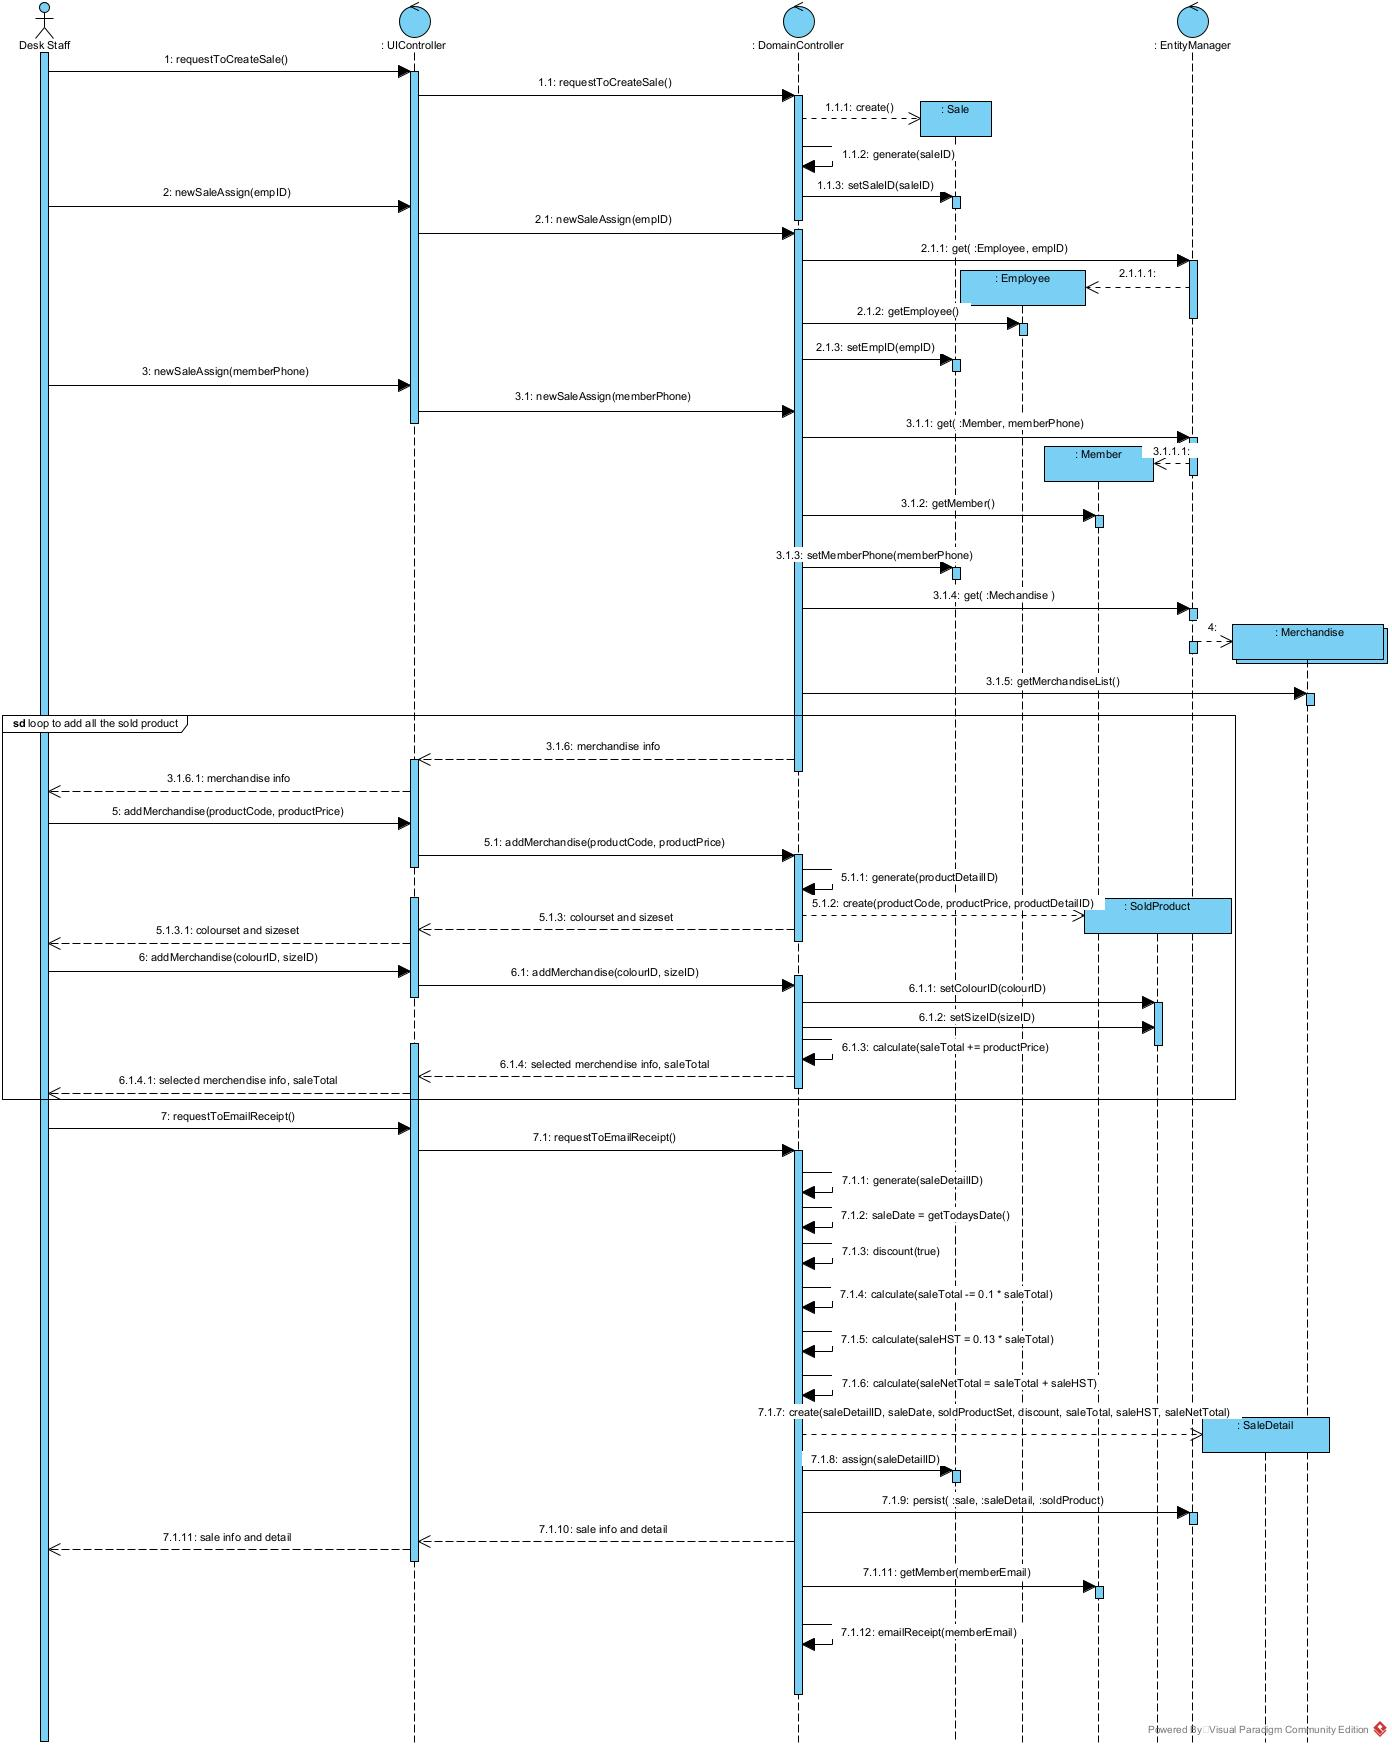 Desk Staff
: UIController
: DomainController
: EntityManager
1: requestToCreateSale()
1.1: requestToCreateSale()
1.1.1: create()
: Sale
1.1.2: generate(saleID)
1.1.3: setSaleID(saleID)
2: newSaleAssign(empID)
2.1: newSaleAssign(empID)
2.1.1: get( :Employee, empID)
2.1.1.1:
: Employee
2.1.2: getEmployee()
2.1.3: setEmpID(empID)
3: newSaleAssign(memberPhone)
3.1: newSaleAssign(memberPhone)
3.1.1: get( :Member, memberPhone)
3.1.1.1:
: Member
3.1.2: getMember()
3.1.3: setMemberPhone(memberPhone)
3.1.4: get( :Mechandise )
4:
: Merchandise
3.1.5: getMerchandiseList()
sd loop to add all the sold product
3.1.6: merchandise info
3.1.6.1: merchandise info
5: addMerchandise(productCode, productPrice)
5.1: addMerchandise(productCode, productPrice)
5.1.1: generate(productDetailID)
5.1.2: create(productCode, productPrice, productDetailID)
: SoldProduct
5.1.3: colourset and sizeset
5.1.3.1: colourset and sizeset
6: addMerchandise(colourID, sizeID)
6.1: addMerchandise(colourID, sizeID)
6.1.1: setColourID(colourID)
6.1.2: setSizeID(sizeID)
6.1.3: calculate(saleTotal += productPrice)
6.1.4: selected merchendise info, saleTotal
6.1.4.1: selected merchendise info, saleTotal
7: requestToEmailReceipt()
7.1: requestToEmailReceipt()
7.1.1: generate(saleDetailID)
7.1.2: saleDate = getTodaysDate()
7.1.3: discount(true)
7.1.4: calculate(saleTotal -= 0.1 * saleTotal)
7.1.5: calculate(saleHST = 0.13 * saleTotal)
7.1.6: calculate(saleNetTotal = saleTotal + saleHST)
7.1.7: create(saleDetailID, saleDate, soldProductSet, discount, saleTotal, saleHST, saleNetTotal)
: SaleDetail
7.1.8: assign(saleDetailID)
7.1.9: persist( :sale, :saleDetail, :soldProduct)
7.1.10: sale info and detail
7.1.11: sale info and detail
7.1.11: getMember(memberEmail)
7.1.12: emailReceipt(memberEmail)
Powered By Visual Paradigm Community Edition